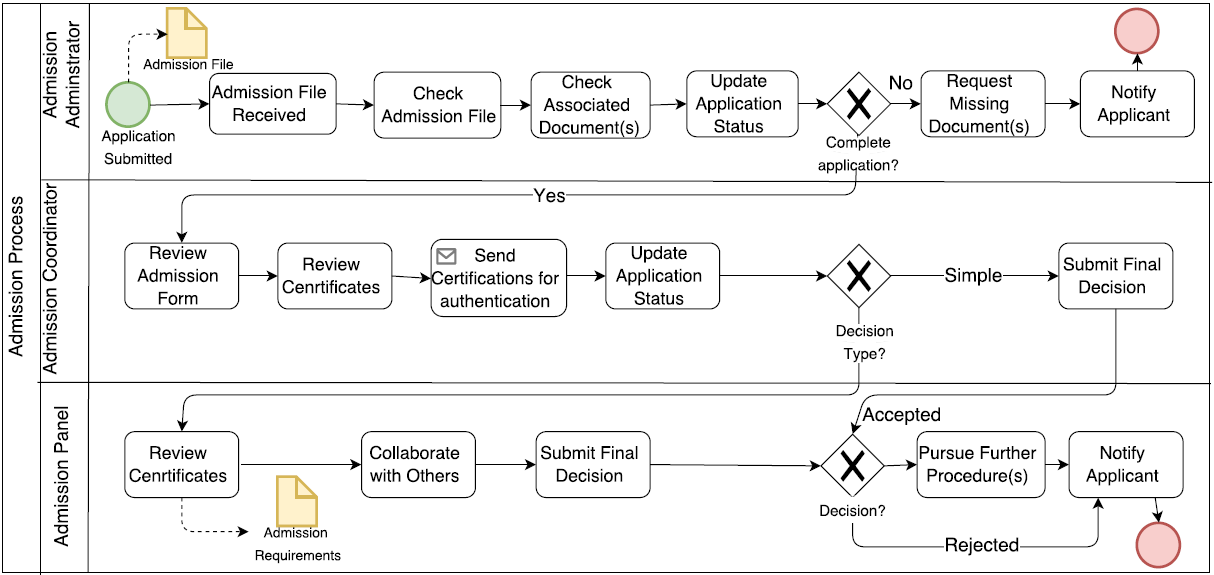 Admission Process
Admission
Adminstrator
Admission File
Application
Submitted
Admission File
Received
Check
Admission File
Check
Associated
Document(s)
Update
Application
Status
Complete
application?
No
Request
Missing
Document(s)
Notify
Applicant
Yes
Admission Coordinator
Review
Admission
Form
Review
Cenrtificates
Send
Certifications for
authentication
Update
Application
Status
Decision
Type?
Simple
Submit Final
Decision
Admission Panel
Review
Cenrtificates
Admission
Requirements
Collaborate
with Others
Submit Final
Decision
Accepted
Decision?
Pursue Further
Procedure(s)
Notify
Applicant
Rejected